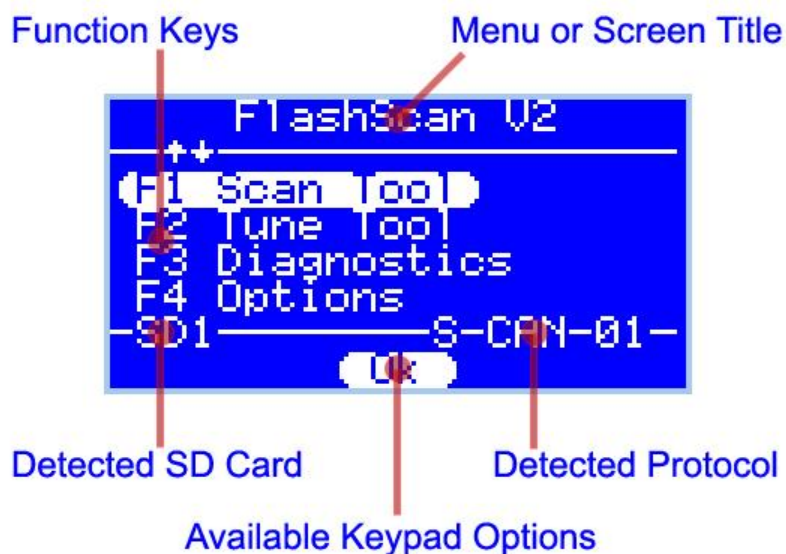 Function Keys
Menu or Screen Title
FlashScan V2
F1 Scan Tool
F2 Tune Tool
F3 Diagnostics
F4 Options
SD1 S-CAN-01
Ok
Detected SD Card
Detected Protocol
Available Keypad Options